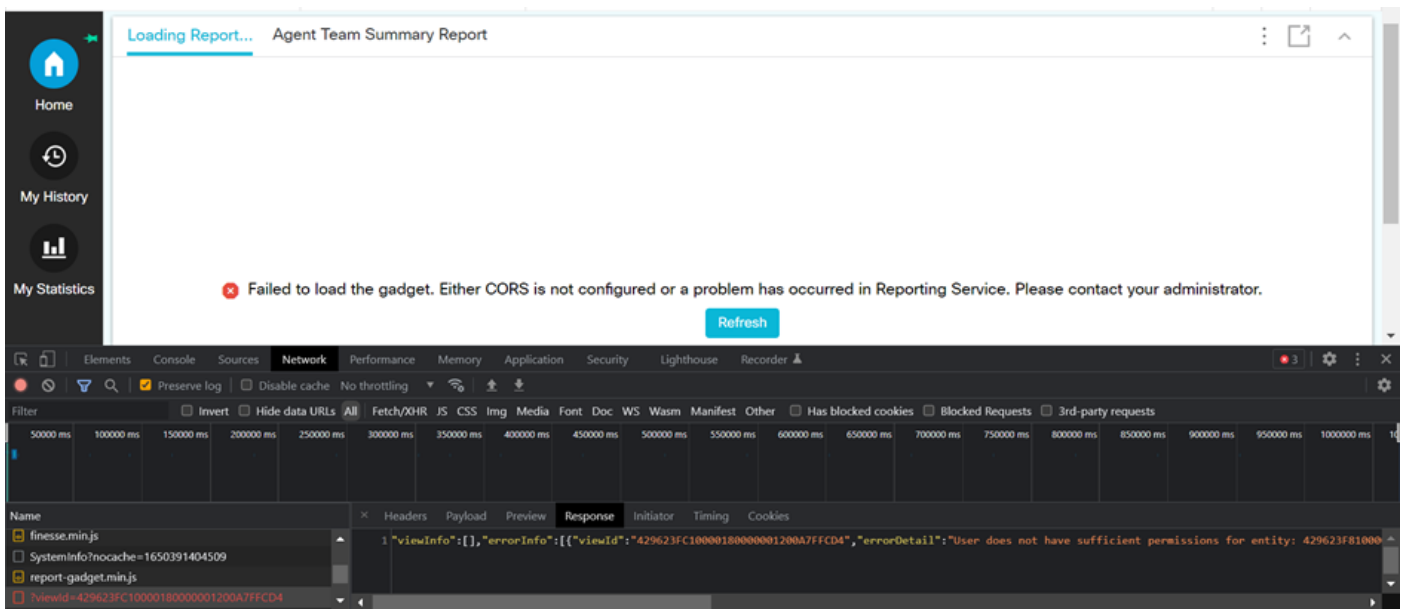 Loading Report... Agent Team Summary Report
Home
My History
My Statistics
Failed to load the gadget. Either CORS is not configured or a problem has occurred in Reporting Service. Please contact your administrator.
Refresh
Elements Console Sources Network Performance Memory Application Security Lighthouse Recorder 3
Preserve log Disable cache No throttling
Filter Invert Hide data URLs All Fetch/XHR JS CSS Img Media Font Doc WS Wasm Manifest Other Has blocked cookies Blocked Requests 3rd-party requests
50000 ms 100000 ms 150000 ms 200000 ms 250000 ms 300000 ms 350000 ms 400000 ms 450000 ms 500000 ms 550000 ms 600000 ms 650000 ms 700000 ms 750000 ms 800000 ms 850000 ms 900000 ms 950000 ms 1000000 ms
Name Headers Payload Preview Response Initiator Timing Cookies
finesse.min.js
1 "viewInfo":[],"errorInfo":[{"viewId":"429623FC10000180000001200A7FFCD4","errorDetail":"User does not have sufficient permissions for entity: 429623F81000
SystemInfo?nocache=1650391404509
report-gadget.min.js
?viewId=429623FC10000180000001200A7FFCD4